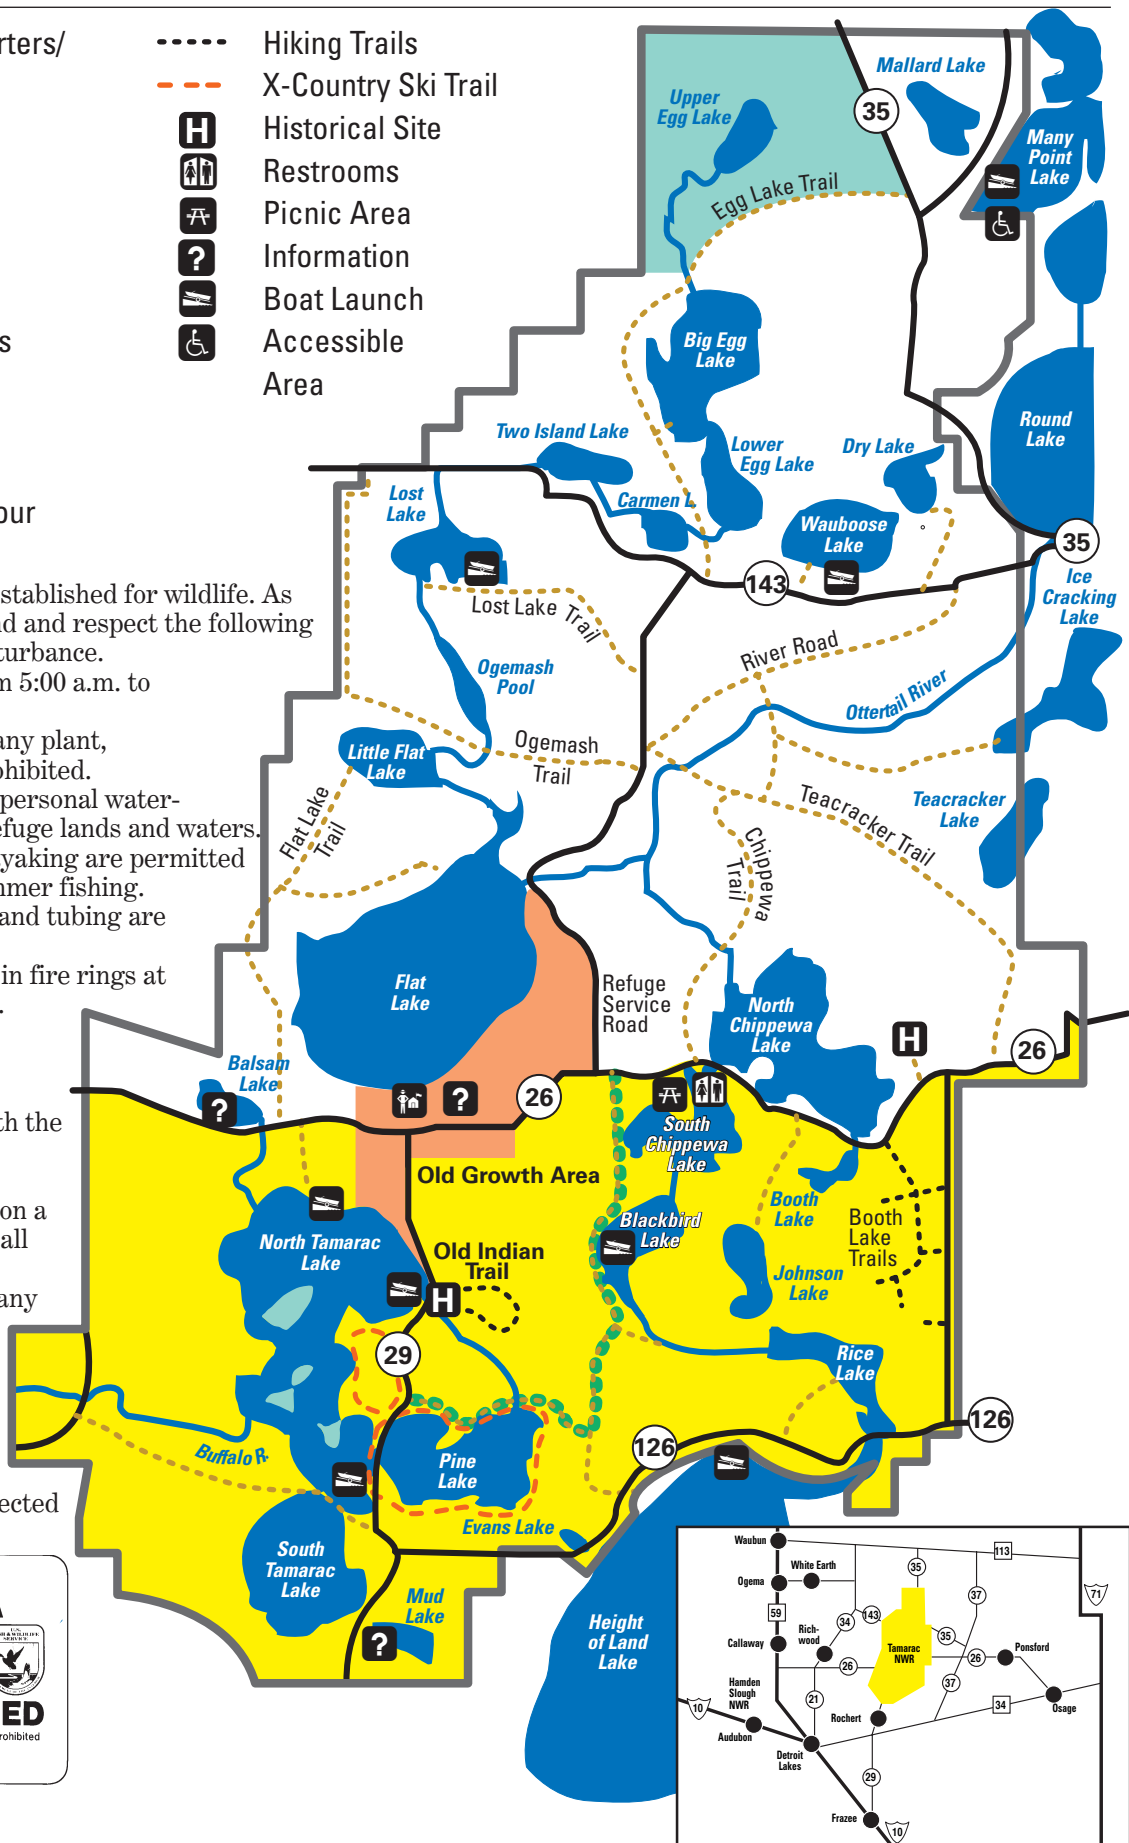 rters/
Hiking Trails
X-Country Ski Trail
H
Historical Site
Restrooms
Picnic Area
?
Information
Boat Launch
s
Accessible
Area
our
stablished for wildlife. As
nd and respect the following
turbance.
m 5:00 a.m. to
any plant,
ohibited.
personal water-
efuge lands and waters.
yaking are permitted
mmer fishing.
and tubing are
in fire rings at
.
th the
on a
all
any
ected
Mallard Lake
Upper
Egg Lake
35
Many
Point
Lake
Egg Lake Trail
Big Egg
Lake
Round
Lake
Two Island Lake
Lower
Egg Lake
Dry Lake
Lost
Lake
Carmen L.
Wauboose
Lake
35
143
Ice
Cracking
Lake
Lost Lake Trail
River Road
Ogemash
Pool
Ottertail River
Ogemash
Trail
Little Flat
Lake
Flat Lake
Trail
Teacracker
Lake
Teacracker Trail
Chippewa
Trail
Flat
Lake
Refuge
Service
Road
North
Chippewa
Lake
H
26
Balsam
Lake
?
?
26
South
Chippewa
Lake
Old Growth Area
Booth
Lake
Booth
Lake
Trails
Blackbird
Lake
North Tamarac
Lake
Old Indian
Trail
H
Johnson
Lake
29
Rice
Lake
126
126
Buffalo R.
Pine
Lake
Evans Lake
South
Tamarac
Lake
Mud
Lake
?
Height
of Land
Lake
Waubun
113
White Earth
35
Ogema
37
71
59
34
143
Rich-
wood
Callaway
Tamarac
NWR
35
Ponsford
26
26
Hamden
Slough
NWR
21
37
34
Osage
10
Rochert
Audubon
Detroit
Lakes
29
Frazee
10
U.S.
SERVICE
ED
rohibited